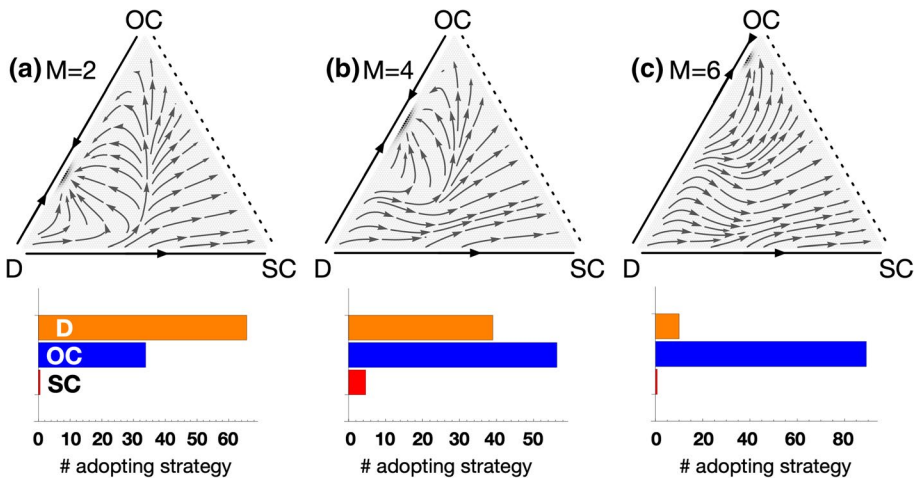 OC OC OC
(a) M=2 (b) M=4 (c) M=6
D SC D SC D SC
D
OC
SC
0 10 20 30 40 50 60 0 10 20 30 40 50 0 20 40 60 80
# adopting strategy # adopting strategy # adopting strategy